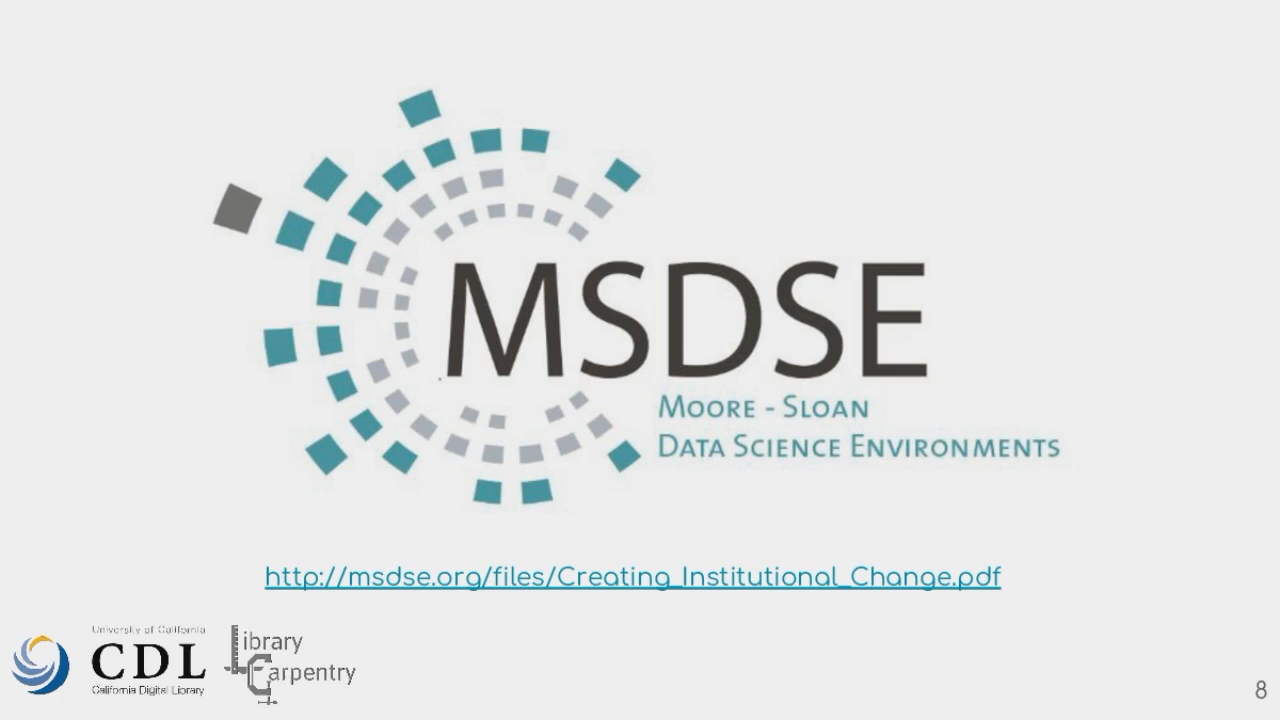 MSDSE
MOORE - SLOAN
DATA SCIENCE ENVIRONMENTS
http://msdse.org/files/Creating_Institutional_Change.pdf
University of California
CDL
California Digital Library
Library
Carpentry
8